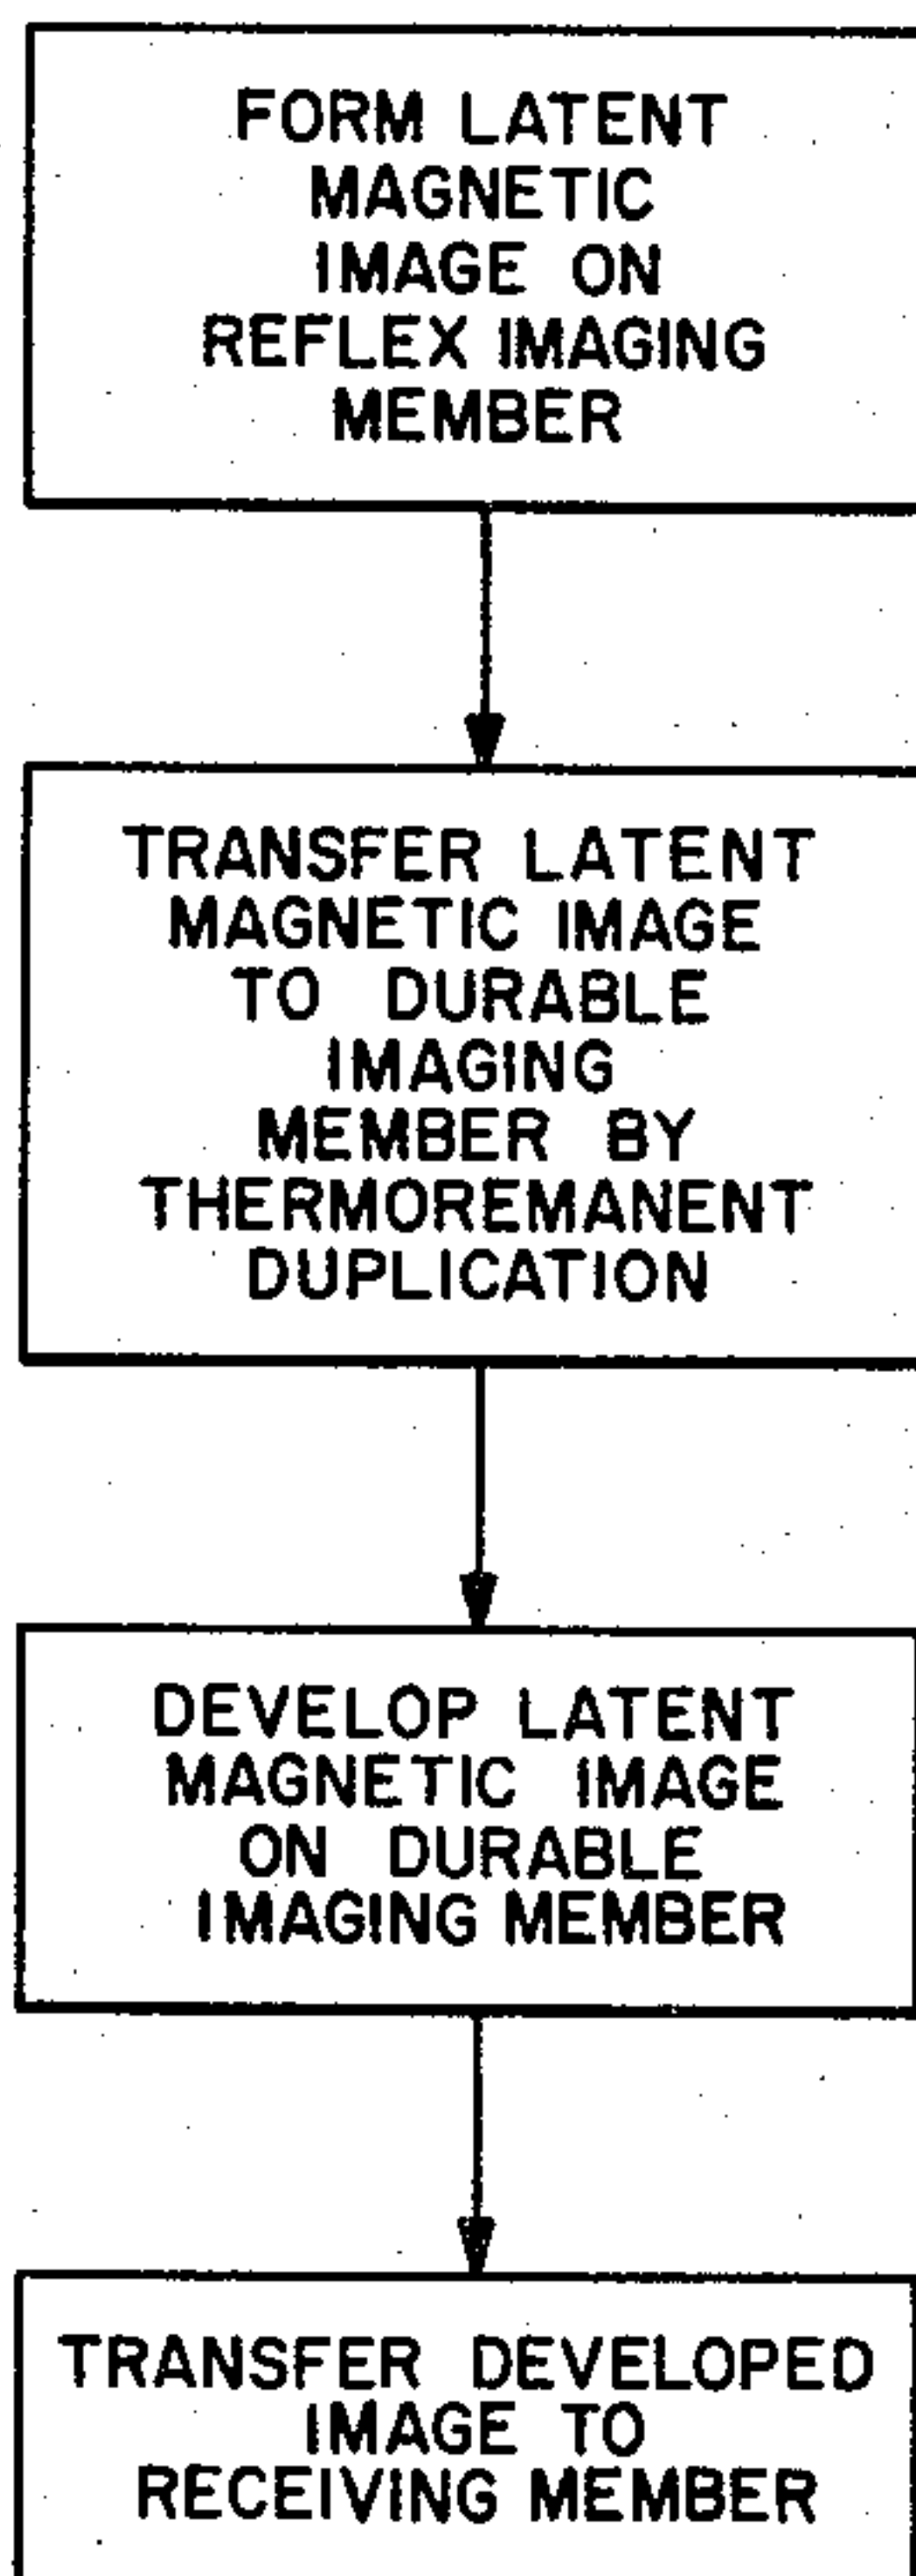 FORM LATENT
MAGNETIC
IMAGE ON
REFLEX IMAGING
MEMBER
TRANSFER LATENT
MAGNETIC IMAGE
TO DURABLE
IMAGING
MEMBER BY
THERMOREMANENT
DUPLICATION
DEVELOP LATENT
MAGNETIC IMAGE
ON DURABLE
IMAGING MEMBER
TRANSFER DEVELOPED
IMAGE TO
RECEIVING MEMBER